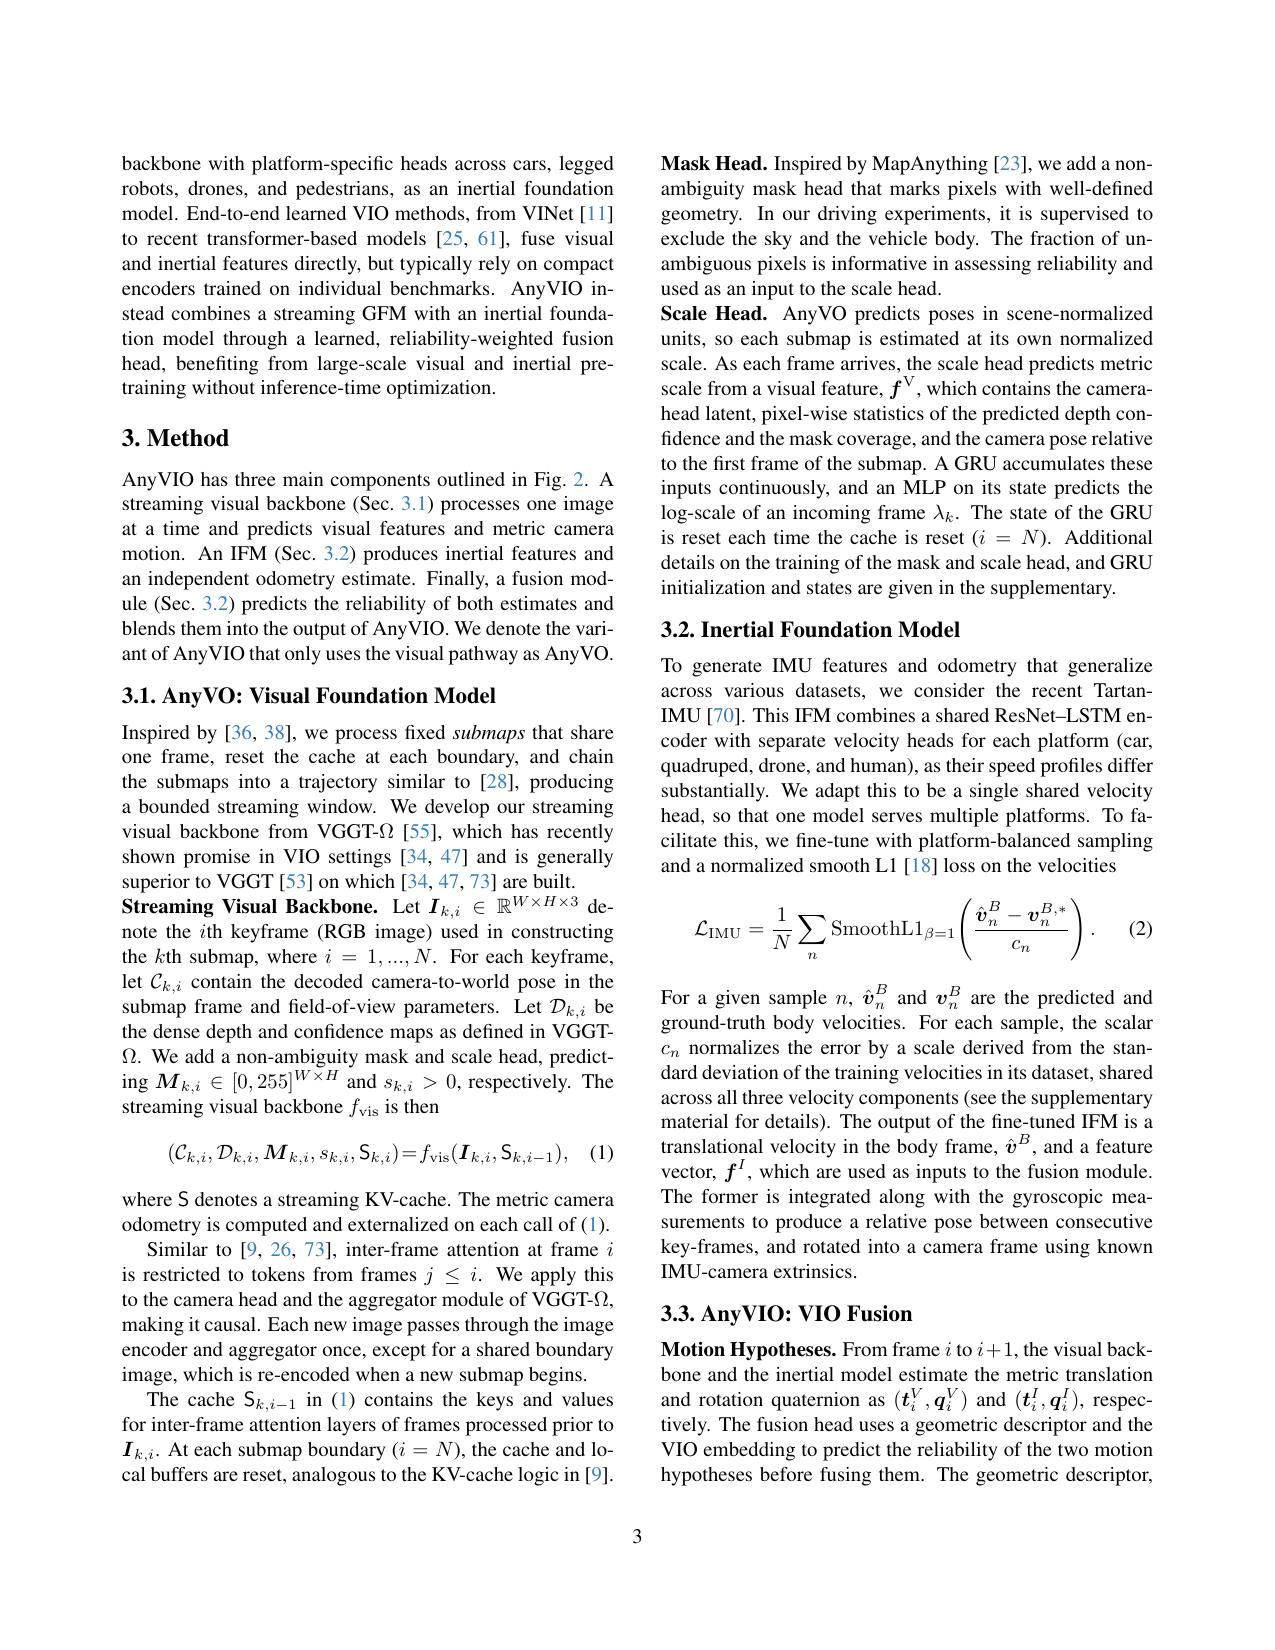 backbone with platform-specific heads across cars, legged
robots, drones, and pedestrians, as an inertial foundation
model. End-to-end learned VIO methods, from VINet [11]
to recent transformer-based models [25, 61], fuse visual
and inertial features directly, but typically rely on compact
encoders trained on individual benchmarks. AnyVIO in-
stead combines a streaming GFM with an inertial founda-
tion model through a learned, reliability-weighted fusion
head, benefiting from large-scale visual and inertial pre-
training without inference-time optimization.
3. Method
AnyVIO has three main components outlined in Fig. 2. A
streaming visual backbone (Sec. 3.1) processes one image
at a time and predicts visual features and metric camera
motion. An IFM (Sec. 3.2) produces inertial features and
an independent odometry estimate. Finally, a fusion mod-
ule (Sec. 3.2) predicts the reliability of both estimates and
blends them into the output of AnyVIO. We denote the vari-
ant of AnyVIO that only uses the visual pathway as AnyVO.
3.1. AnyVO: Visual Foundation Model
Inspired by [36, 38], we process fixed submaps that share
one frame, reset the cache at each boundary, and chain
the submaps into a trajectory similar to [28], producing
a bounded streaming window. We develop our streaming
visual backbone from VGGT-Ω [55], which has recently
shown promise in VIO settings [34, 47] and is generally
superior to VGGT [53] on which [34, 47, 73] are built.
Streaming Visual Backbone. Let I_{k,i} ∈ ℝ^{W×H×3} de-
note the ith keyframe (RGB image) used in constructing
the kth submap, where i = 1, ..., N. For each keyframe,
let 𝒞_{k,i} contain the decoded camera-to-world pose in the
submap frame and field-of-view parameters. Let 𝒟_{k,i} be
the dense depth and confidence maps as defined in VGGT-
Ω. We add a non-ambiguity mask and scale head, predict-
ing M_{k,i} ∈ [0, 255]^{W×H} and s_{k,i} > 0, respectively. The
streaming visual backbone f_{vis} is then
(𝒞_{k,i}, 𝒟_{k,i}, M_{k,i}, s_{k,i}, S_{k,i}) = f_{vis}(I_{k,i}, S_{k,i−1}), (1)
where S denotes a streaming KV-cache. The metric camera
odometry is computed and externalized on each call of (1).
Similar to [9, 26, 73], inter-frame attention at frame i
is restricted to tokens from frames j ≤ i. We apply this
to the camera head and the aggregator module of VGGT-Ω,
making it causal. Each new image passes through the image
encoder and aggregator once, except for a shared boundary
image, which is re-encoded when a new submap begins.
The cache S_{k,i−1} in (1) contains the keys and values
for inter-frame attention layers of frames processed prior to
I_{k,i}. At each submap boundary (i = N), the cache and lo-
cal buffers are reset, analogous to the KV-cache logic in [9].
Mask Head. Inspired by MapAnything [23], we add a non-
ambiguity mask head that marks pixels with well-defined
geometry. In our driving experiments, it is supervised to
exclude the sky and the vehicle body. The fraction of un-
ambiguous pixels is informative in assessing reliability and
used as an input to the scale head.
Scale Head. AnyVO predicts poses in scene-normalized
units, so each submap is estimated at its own normalized
scale. As each frame arrives, the scale head predicts metric
scale from a visual feature, f^V, which contains the camera-
head latent, pixel-wise statistics of the predicted depth con-
fidence and the mask coverage, and the camera pose relative
to the first frame of the submap. A GRU accumulates these
inputs continuously, and an MLP on its state predicts the
log-scale of an incoming frame λ_k. The state of the GRU
is reset each time the cache is reset (i = N). Additional
details on the training of the mask and scale head, and GRU
initialization and states are given in the supplementary.
3.2. Inertial Foundation Model
To generate IMU features and odometry that generalize
across various datasets, we consider the recent Tartan-
IMU [70]. This IFM combines a shared ResNet–LSTM en-
coder with separate velocity heads for each platform (car,
quadruped, drone, and human), as their speed profiles differ
substantially. We adapt this to be a single shared velocity
head, so that one model serves multiple platforms. To fa-
cilitate this, we fine-tune with platform-balanced sampling
and a normalized smooth L1 [18] loss on the velocities
ℒ_{IMU} = \frac{1}{N} ∑_n SmoothL1_{β=1}(\frac{v̂_n^B − v_n^{B,*}}{c_n}). (2)
For a given sample n, v̂_n^B and v_n^B are the predicted and
ground-truth body velocities. For each sample, the scalar
c_n normalizes the error by a scale derived from the stan-
dard deviation of the training velocities in its dataset, shared
across all three velocity components (see the supplementary
material for details). The output of the fine-tuned IFM is a
translational velocity in the body frame, v̂^B, and a feature
vector, f^I, which are used as inputs to the fusion module.
The former is integrated along with the gyroscopic mea-
surements to produce a relative pose between consecutive
key-frames, and rotated into a camera frame using known
IMU-camera extrinsics.
3.3. AnyVIO: VIO Fusion
Motion Hypotheses. From frame i to i+1, the visual back-
bone and the inertial model estimate the metric translation
and rotation quaternion as (t_i^V, q_i^V) and (t_i^I, q_i^I), respec-
tively. The fusion head uses a geometric descriptor and the
VIO embedding to predict the reliability of the two motion
hypotheses before fusing them. The geometric descriptor,
3